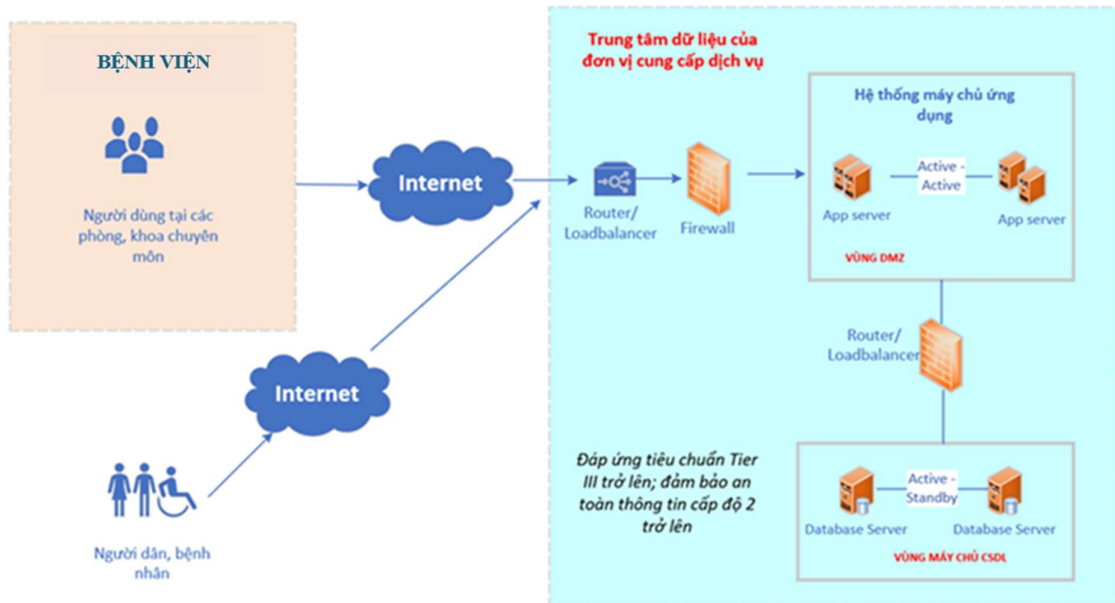 BỆNH VIỆN
Người dùng tại các
phòng, khoa chuyên
môn
Internet
Internet
Người dân, bệnh
nhân
Trung tâm dữ liệu của
đơn vị cung cấp dịch vụ
Router/
Loadbalancer
Firewall
Hệ thống máy chủ ứng
dụng
Active -
Active
App server
App server
VÙNG DMZ
Router/
Loadbalancer
Đáp ứng tiêu chuẩn Tier
III trở lên; đảm bảo an
toàn thông tin cấp độ 2
trở lên
Active -
Standby
Database Server
Database Server
VÙNG MÁY CHỦ CSDL